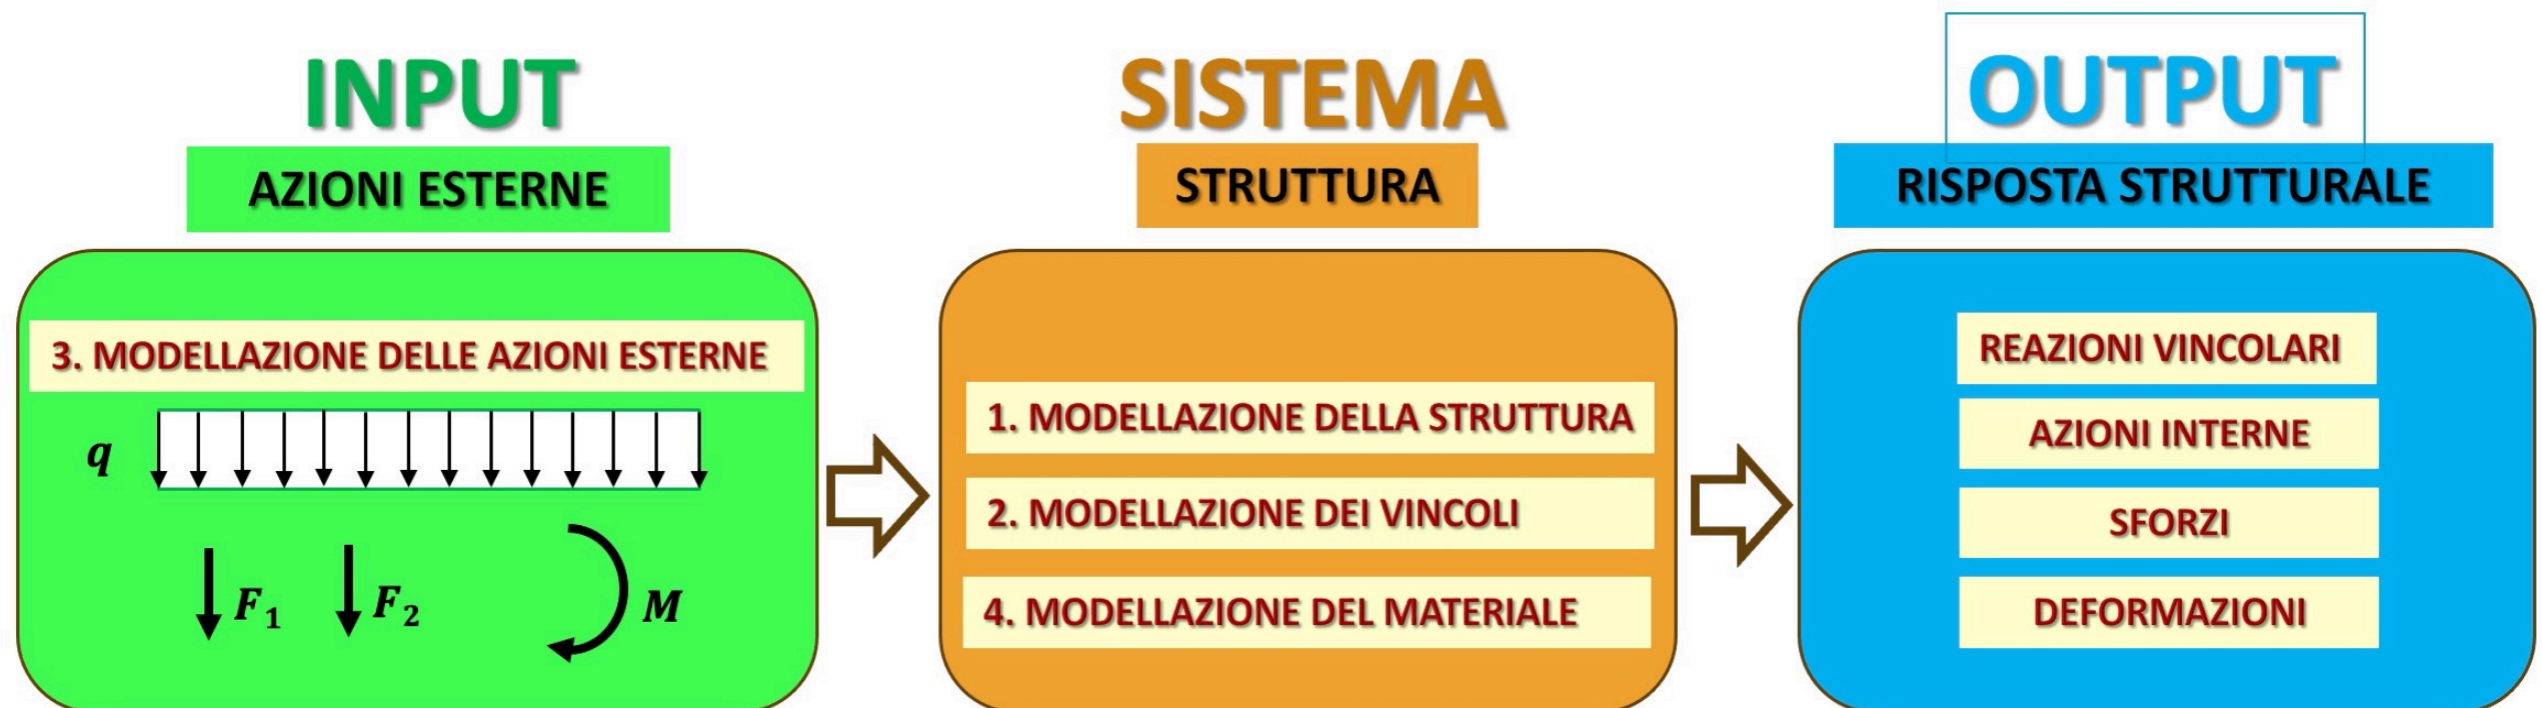 INPUT
AZIONI ESTERNE
3. MODELLAZIONE DELLE AZIONI ESTERNE
q
F1
F2
M
SISTEMA
STRUTTURA
1. MODELLAZIONE DELLA STRUTTURA
2. MODELLAZIONE DEI VINCOLI
4. MODELLAZIONE DEL MATERIALE
OUTPUT
RISPOSTA STRUTTURALE
REAZIONI VINCOLARI
AZIONI INTERNE
SFORZI
DEFORMAZIONI